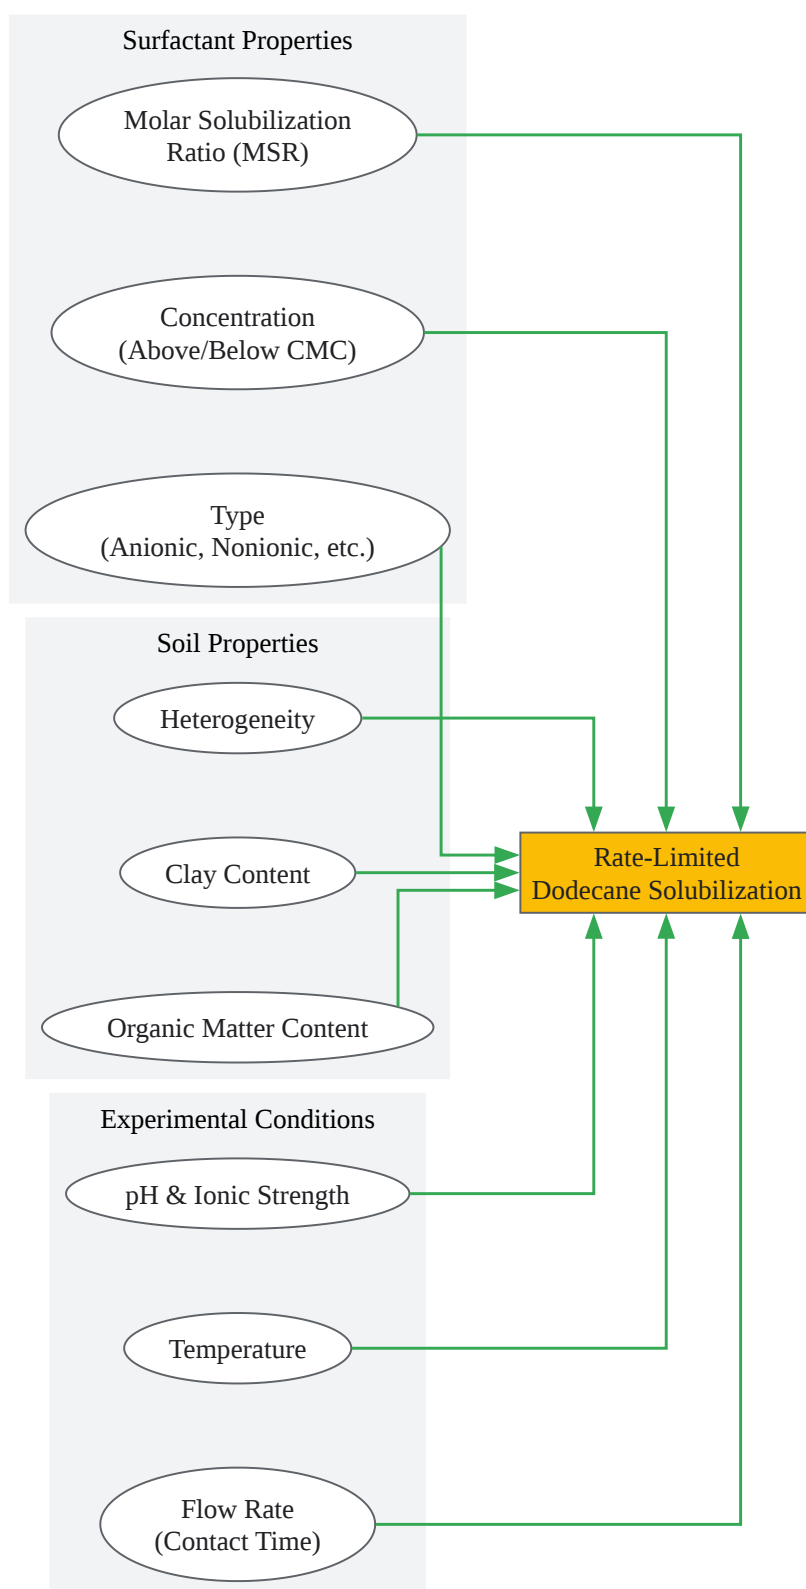 Surfactant Properties
Molar Solubilization
Ratio (MSR)
Concentration
(Above/Below CMC)
Type
(Anionic, Nonionic, etc.)
Soil Properties
Heterogeneity
Clay Content
Organic Matter Content
Rate-Limited
Dodecane Solubilization
Experimental Conditions
pH & Ionic Strength
Temperature
Flow Rate
(Contact Time)